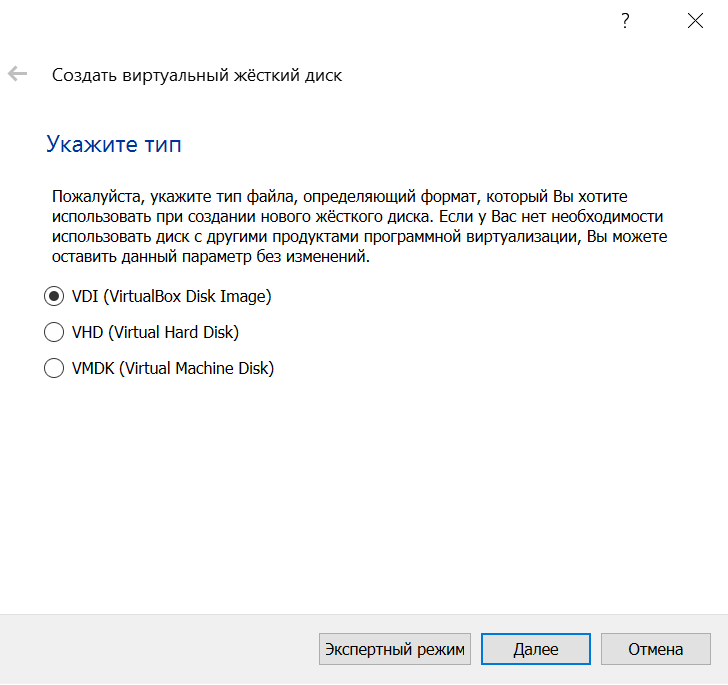 ?
Создать виртуальный жёсткий диск
Укажите тип
Пожалуйста, укажите тип файла, определяющий формат, который Вы хотите
использовать при создании нового жёсткого диска. Если у Вас нет необходимости
использовать диск с другими продуктами программной виртуализации, Вы можете
оставить данный параметр без изменений.
VDI (VirtualBox Disk Image)
VHD (Virtual Hard Disk)
VMDK (Virtual Machine Disk)
Экспертный режим Далее Отмена